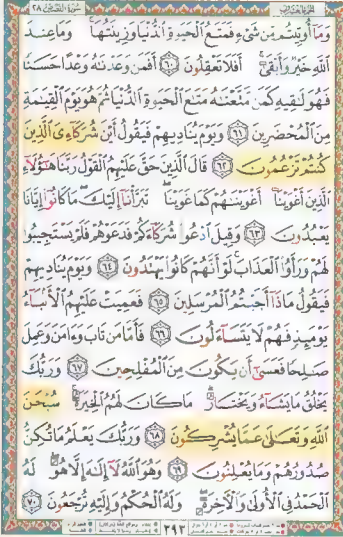 سورة القصص ٢٨
وَمَآ أُوتِيتُم مِّن شَىْءٍ فَمَتَـٰعُ ٱلْحَيَوٰةِ ٱلدُّنْيَا وَزِينَتُهَا ۚ وَمَا عِندَ
ٱللَّهِ خَيْرٌ وَأَبْقَىٰٓ ۚ أَفَلَا تَعْقِلُونَ ٦٠ أَفَمَن وَعَدْنَـٰهُ وَعْدًا حَسَنًا
فَهُوَ لَـٰقِيهِ كَمَن مَّتَّعْنَـٰهُ مَتَـٰعَ ٱلْحَيَوٰةِ ٱلدُّنْيَا ثُمَّ هُوَ يَوْمَ ٱلْقِيَـٰمَةِ
مِنَ ٱلْمُحْضَرِينَ ٦١ وَيَوْمَ يُنَادِيهِمْ فَيَقُولُ أَيْنَ شُرَكَآءِىَ ٱلَّذِينَ
كُنتُمْ تَزْعُمُونَ ٦٢ قَالَ ٱلَّذِينَ حَقَّ عَلَيْهِمُ ٱلْقَوْلُ رَبَّنَا هَـٰٓؤُلَآءِ
ٱلَّذِينَ أَغْوَيْنَآ أَغْوَيْنَـٰهُمْ كَمَا غَوَيْنَا ۖ تَبَرَّأْنَآ إِلَيْكَ ۖ مَا كَانُوٓا۟ إِيَّانَا
يَعْبُدُونَ ٦٣ وَقِيلَ ٱدْعُوا۟ شُرَكَآءَكُمْ فَدَعَوْهُمْ فَلَمْ يَسْتَجِيبُوا۟
لَهُمْ وَرَأَوُا۟ ٱلْعَذَابَ ۚ لَوْ أَنَّهُمْ كَانُوا۟ يَهْتَدُونَ ٦٤ وَيَوْمَ يُنَادِيهِمْ
فَيَقُولُ مَاذَآ أَجَبْتُمُ ٱلْمُرْسَلِينَ ٦٥ فَعَمِيَتْ عَلَيْهِمُ ٱلْأَنۢبَآءُ
يَوْمَئِذٍ فَهُمْ لَا يَتَسَآءَلُونَ ٦٦ فَأَمَّا مَن تَابَ وَءَامَنَ وَعَمِلَ
صَـٰلِحًا فَعَسَىٰٓ أَن يَكُونَ مِنَ ٱلْمُفْلِحِينَ ٦٧ وَرَبُّكَ
يَخْلُقُ مَا يَشَآءُ وَيَخْتَارُ ۗ مَا كَانَ لَهُمُ ٱلْخِيَرَةُ ۚ سُبْحَـٰنَ
ٱللَّهِ وَتَعَـٰلَىٰ عَمَّا يُشْرِكُونَ ٦٨ وَرَبُّكَ يَعْلَمُ مَا تُكِنُّ
صُدُورُهُمْ وَمَا يُعْلِنُونَ ٦٩ وَهُوَ ٱللَّهُ لَآ إِلَـٰهَ إِلَّا هُوَ ۖ لَهُ
ٱلْحَمْدُ فِى ٱلْأُولَىٰ وَٱلْـَٔاخِرَةِ ۖ وَلَهُ ٱلْحُكْمُ وَإِلَيْهِ تُرْجَعُونَ ٧٠
٣٩٣